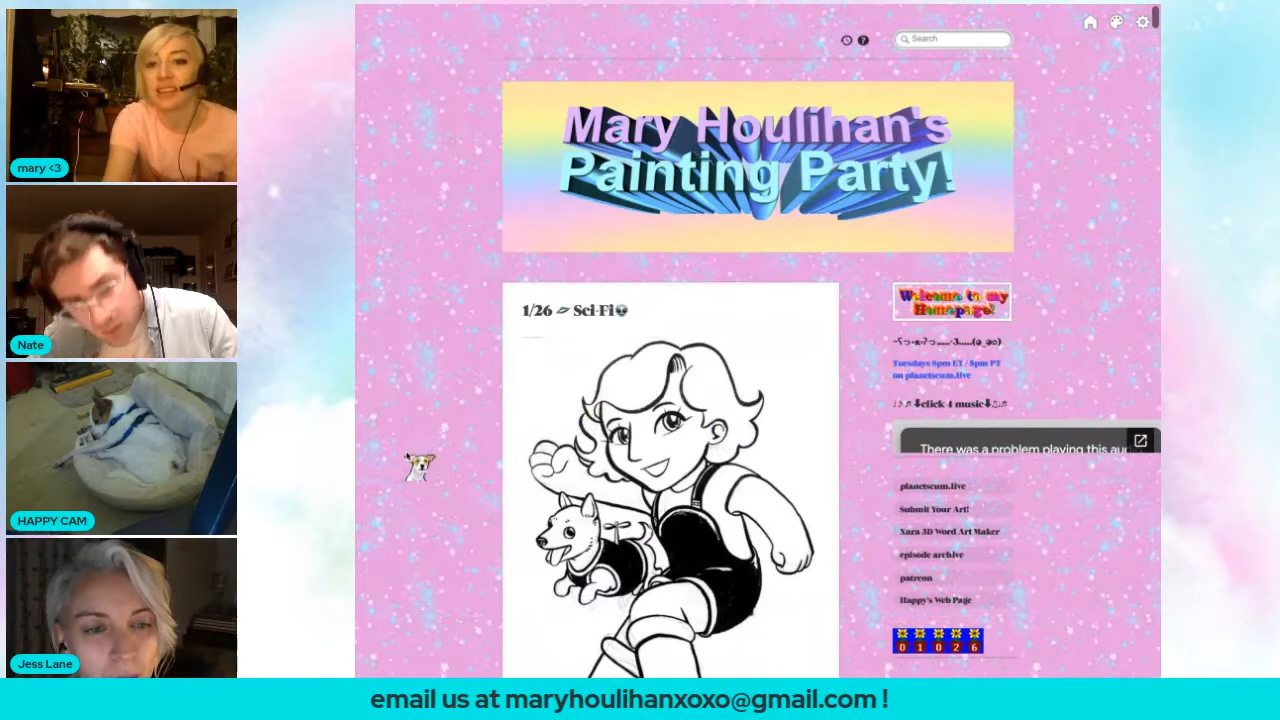 mary <3
Nate
HAPPY CAM
Jess Lane
Search
Mary Houlihan's
Painting Party!
1/26 Sci-Fi
Welcome to my
Homepage!
Tuesdays 8pm ET / 5pm PT
on planetscum.live
click 4 music
There was a problem playing this au
planetscum.live
Submit Your Art!
Xara 3D Word Art Maker
episode archive
patreon
Happy's Web Page
0 1 0 2 6
email us at maryhoulihanxoxo@gmail.com !